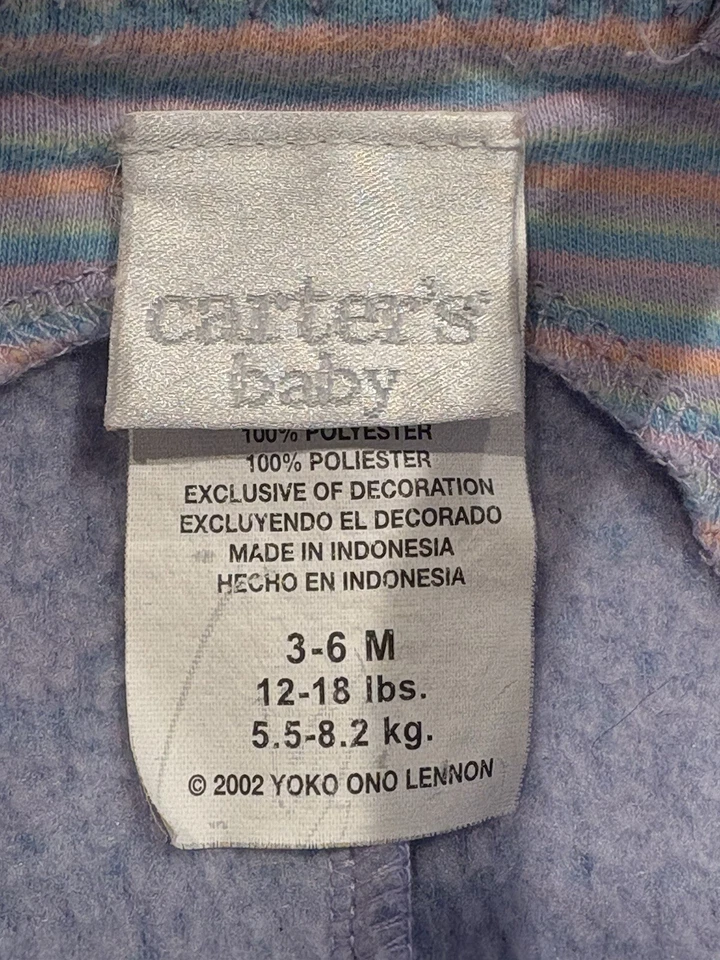 carter's
baby
100% POLYESTER
100% POLIESTER
EXCLUSIVE OF DECORATION
EXCLUYENDO EL DECORADO
MADE IN INDONESIA
HECHO EN INDONESIA
3-6 M
12-18 lbs.
5.5-8.2 kg.
© 2002 YOKO ONO LENNON